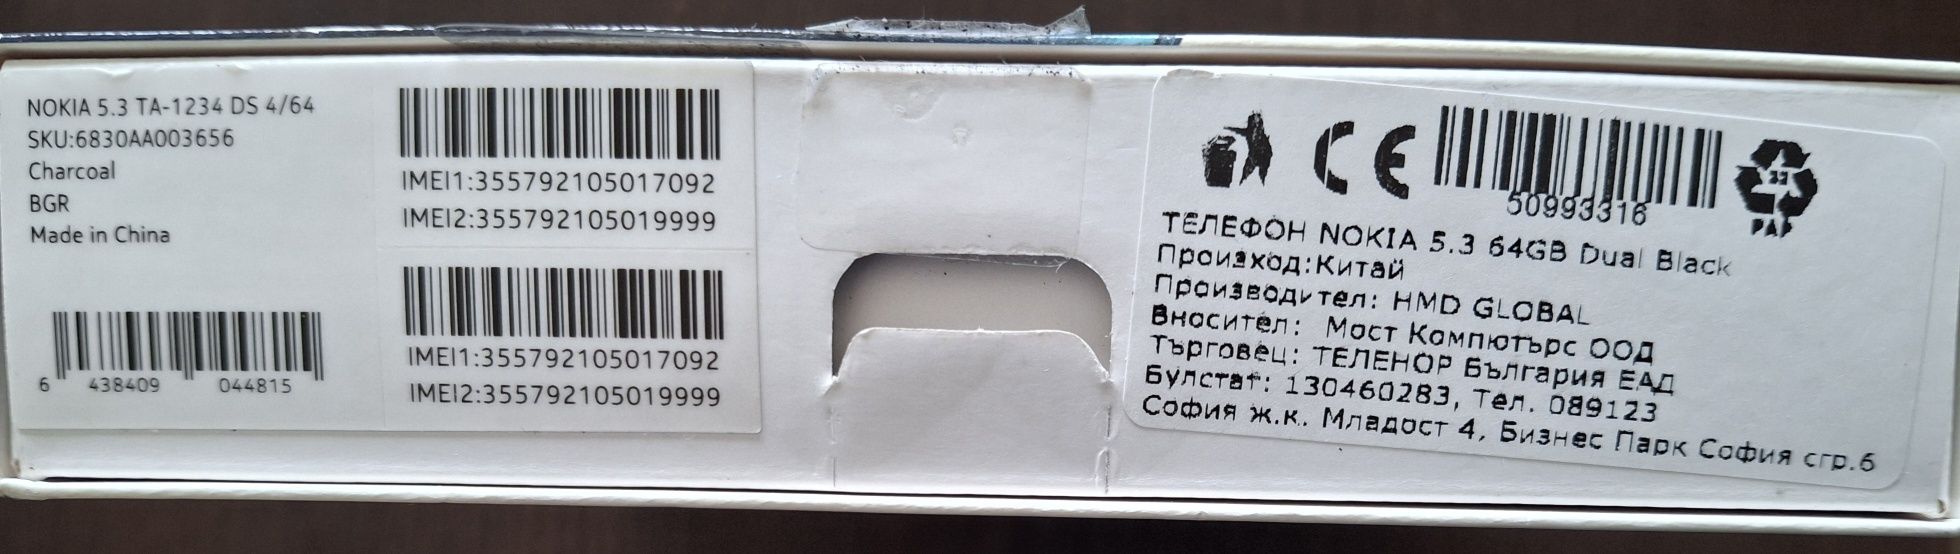 NOKIA 5.3 TA-1234 DS 4/64
SKU:6830AA003656
Charcoal
BGR
Made in China
6 438409 044815
IMEI1:355792105017092
IMEI2:355792105019999
IMEI1:355792105017092
IMEI2:355792105019999
CE
50993316
33
PAP
ТЕЛЕФОН NOKIA 5.3 64GB Dual Black
Произход:Китай
Производител: HMD GLOBAL
Вносител: Мост Компютърс ООД
Търговец: ТЕЛЕНОР България ЕАД
Булстат: 130460283, Тел. 089123
София ж.к. Младост 4, Бизнес Парк София сгр.6